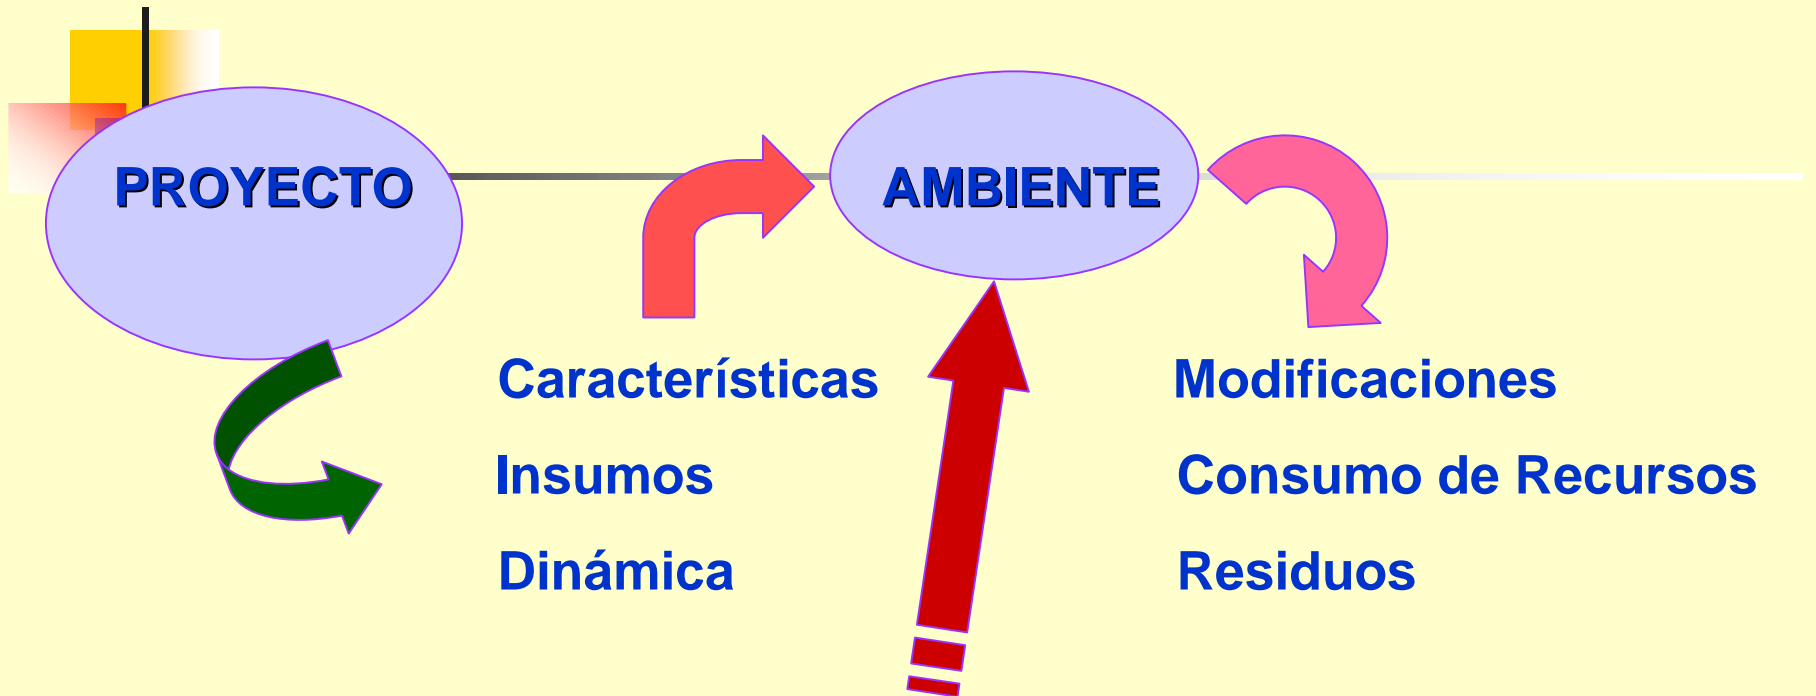 PROYECTO
AMBIENTE
Características
Insumos
Dinámica
Modificaciones
Consumo de Recursos
Residuos